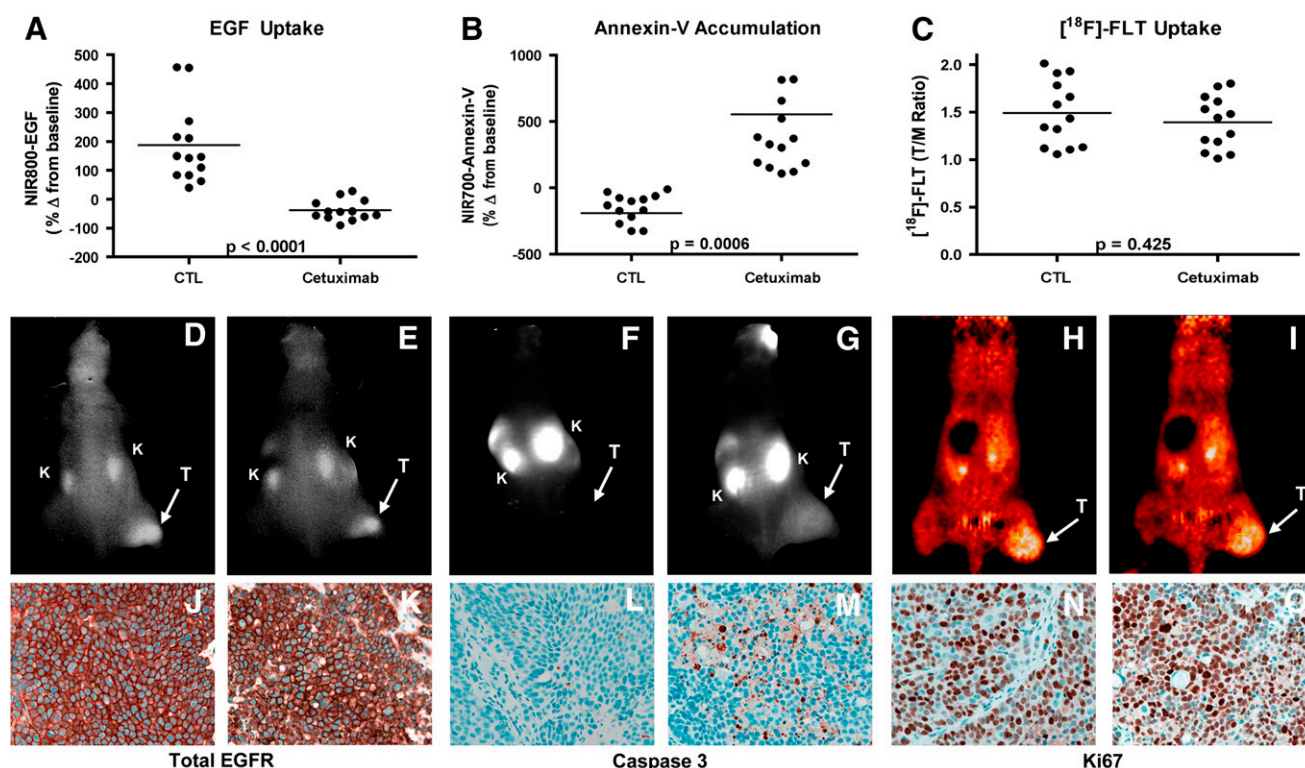 A
EGF Uptake
NIR800-EGF
( % Δ from baseline)
500
400
300
200
100
0
-100
-200
p < 0.0001
CTL
Cetuximab
B
Annexin-V Accumulation
NIR700-Annexin-V
(% Δ from baseline)
1000
500
0
-500
p = 0.0006
CTL
Cetuximab
C
[¹⁸F]-FLT Uptake
[¹⁸F]-FLT (T/M Ratio)
2.0
1.5
1.0
0.5
0.0
p = 0.425
CTL
Cetuximab
D
K
K
T
E
K
K
T
F
K
K
T
G
K
K
T
H
T
I
T
J
K
L
M
N
O
Total EGFR
Caspase 3
Ki67